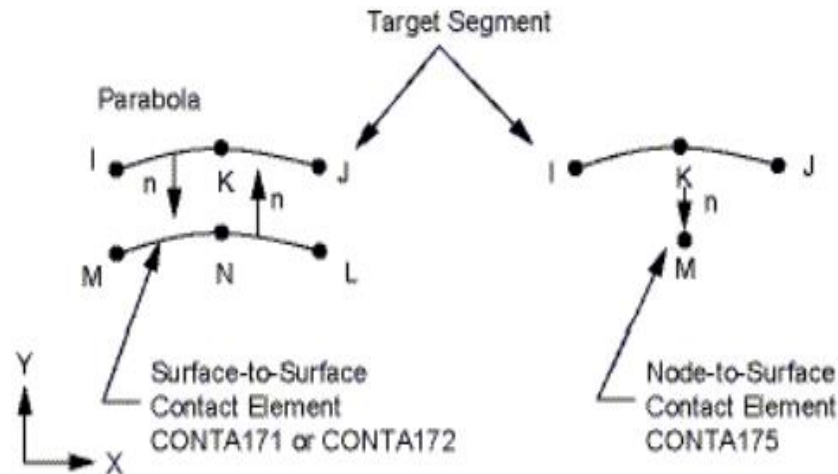 Target Segment
Parabola
I
n
K
n
J
I
K
n
J
M
N
L
M
Y
X
Surface-to-Surface
Contact Element
CONTA171 or CONTA172
Node-to-Surface
Contact Element
CONTA175